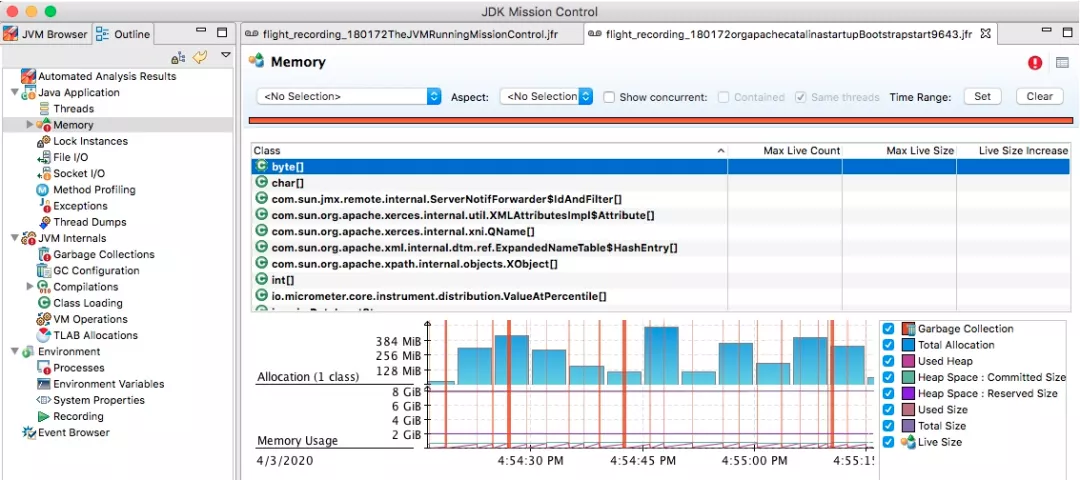 JDK Mission Control
JVM Browser Outline
flight_recording_180172TheJVMRunningMissionControl.jfr
flight_recording_180172orgapachecatalinastartupBootstrapstart9643.jfr
Automated Analysis Results
Java Application
Threads
Memory
Lock Instances
File I/O
Socket I/O
Method Profiling
Exceptions
Thread Dumps
JVM Internals
Garbage Collections
GC Configuration
Compilations
Class Loading
VM Operations
TLAB Allocations
Environment
Processes
Environment Variables
System Properties
Recording
Event Browser
Memory
<No Selection> Aspect: <No Selection Show concurrent: Contained Same threads Time Range: Set Clear
Class Max Live Count Max Live Size Live Size Increase
byte[]
char[]
com.sun.jmx.remote.internal.ServerNotifForwarder$IdAndFilter[]
com.sun.org.apache.xerces.internal.util.XMLAttributesImpl$Attribute[]
com.sun.org.apache.xerces.internal.xni.QName[]
com.sun.org.apache.xml.internal.dtm.ref.ExpandedNameTable$HashEntry[]
com.sun.org.apache.xpath.internal.objects.XObject[]
int[]
io.micrometer.core.instrument.distribution.ValueAtPercentile[]
384 MiB
256 MiB
128 MiB
Allocation (1 class)
8 GiB
6 GiB
4 GiB
2 GiB
Memory Usage
4/3/2020 4:54:30 PM 4:54:45 PM 4:55:00 PM 4:55:15
Garbage Collection
Total Allocation
Used Heap
Heap Space : Committed Size
Heap Space : Reserved Size
Used Size
Total Size
Live Size